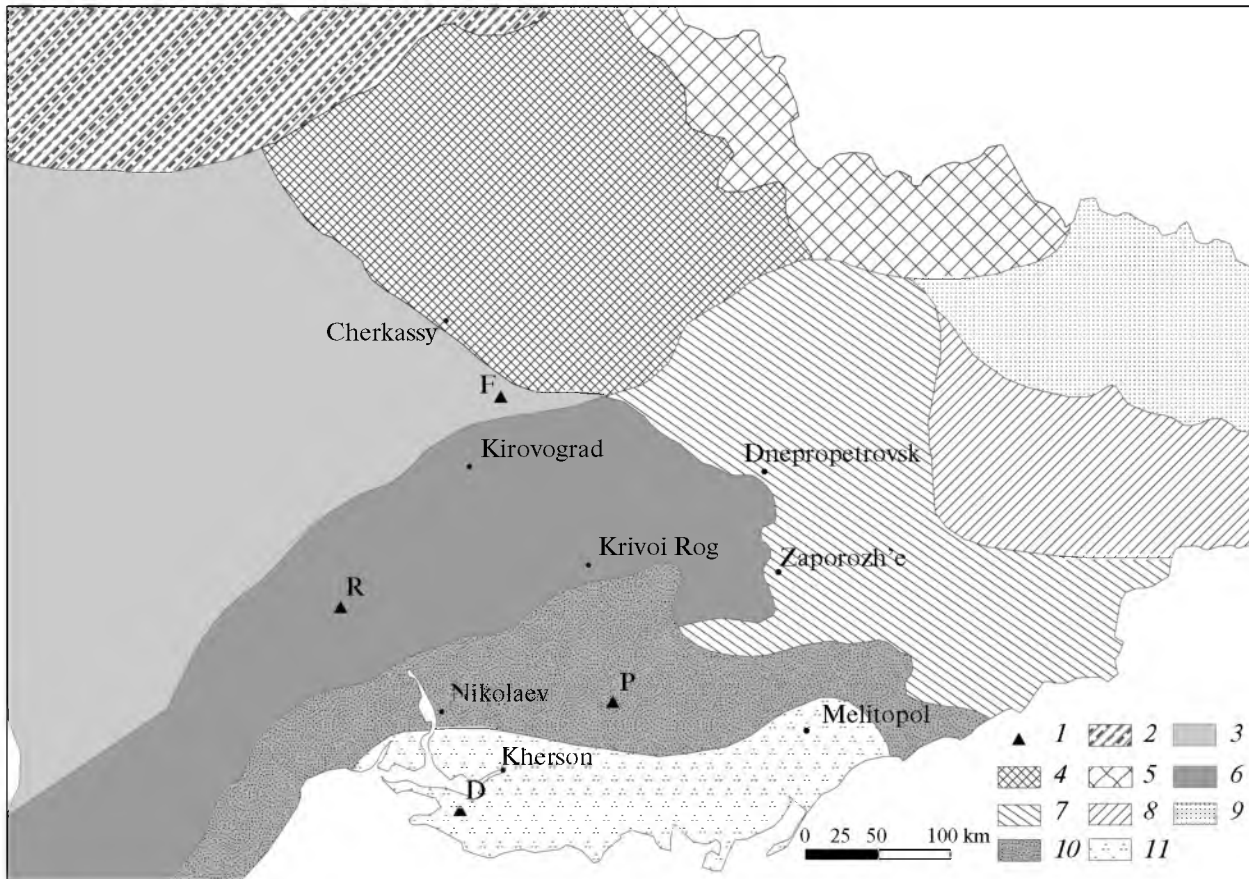 Cherkassy
F
Kirovograd
Dnepropetrovsk
Krivoi Rog
Zaporozh'e
R
P
Nikolaev
Melitopol
Kherson
D
1 2 3
4 5 6
7 8 9
10 11
0 25 50 100 km